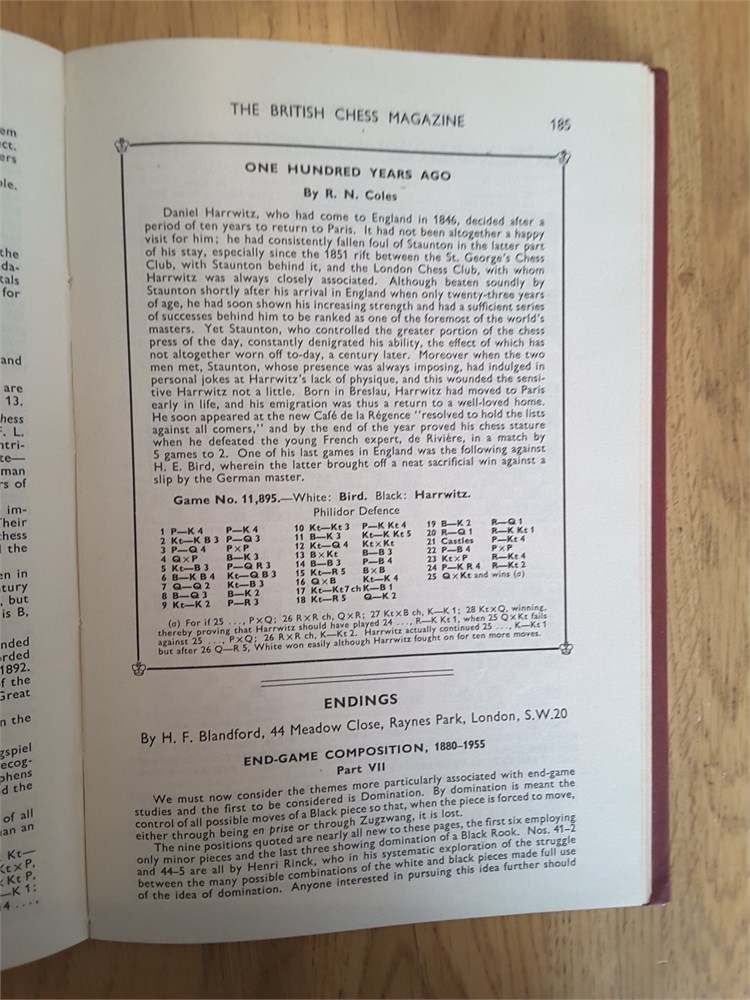 THE BRITISH CHESS MAGAZINE
185
ONE HUNDRED YEARS AGO
By R. N. Coles
Daniel Harrwitz, who had come to England in 1846, decided after a
period of ten years to return to Paris. It had not been altogether a happy
visit for him; he had consistently fallen foul of Staunton in the latter part
of his stay, especially since the 1851 rift between the St. George's Chess
Club, with Staunton behind it, and the London Chess Club, with whom
Harrwitz was always closely associated. Although beaten soundly by
Staunton shortly after his arrival in England when only twenty-three years
of age, he had soon shown his increasing strength and had a sufficient series
of successes behind him to be ranked as one of the foremost of the world's
masters. Yet Staunton, who controlled the greater portion of the chess
press of the day, constantly denigrated his ability, the effect of which has
not altogether worn off to-day, a century later. Moreover when the two
men met, Staunton, whose presence was always imposing, had indulged in
personal jokes at Harrwitz's lack of physique, and this wounded the sensi-
tive Harrwitz not a little. Born in Breslau, Harrwitz had moved to Paris
early in life, and his emigration was thus a return to a well-loved home.
He soon appeared at the new Café de la Régence "resolved to hold the lists
against all comers," and by the end of the year proved his chess stature
when he defeated the young French expert, de Rivière, in a match by
5 games to 2. One of his last games in England was the following against
H. E. Bird, wherein the latter brought off a neat sacrificial win against a
slip by the German master.
Game No. 11,895.—White: Bird. Black: Harrwitz.
Philidor Defence
1 P—K 4 P—K 4
2 Kt—K B 3 P—Q 3
3 P—Q 4 P×P
4 Q×P B—K 3
5 Kt—B 3 P—Q R 3
6 B—K B 4 Kt—Q B 3
7 Q—Q 2 Kt—B 3
8 B—Q 3 B—K 2
9 Kt—K 2 P—R 3
10 Kt—Kt 3 P—K Kt 4
11 B—K 3 Kt—K Kt 5
12 Kt—Q 4 Kt×Kt
13 B×Kt B—B 3
14 B—B 3 P—B 4
15 Kt—R 5 B×B
16 Q×B Kt—K 4
17 Kt—Kt 7 ch K—B 1
18 Kt—R 5 Q—K 2
19 B—K 2 R—Q 1
20 R—Q 1 R—K Kt 1
21 Castles P—Kt 4
22 P—B 4 P×P
23 Kt×P R—Kt 4
24 P—K R 4 R—Kt 2
25 Q×Kt and wins (a)
(a) For if 25 ..., P×Q; 26 R×R ch, Q×R; 27 Kt×B ch, K—K 1; 28 Kt×Q, winning,
thereby proving that Harrwitz should have played 24 ..., R—K Kt 1, when 25 Q×Kt fails
against 25 ..., P×Q; 26 R×R ch, K—Kt 2. Harrwitz actually continued 25 ..., K—Kt 1
but after 26 Q—R 5, White won easily although Harrwitz fought on for ten more moves.
ENDINGS
By H. F. Blandford, 44 Meadow Close, Raynes Park, London, S.W.20
END-GAME COMPOSITION, 1880-1955
Part VII
We must now consider the themes more particularly associated with end-game
studies and the first to be considered is Domination. By domination is meant the
control of all possible moves of a Black piece so that, when the piece is forced to move,
either through being en prise or through Zugzwang, it is lost.
The nine positions quoted are nearly all new to these pages, the first six employing
only minor pieces and the last three showing domination of a Black Rook. Nos. 41-2
and 44-5 are all by Henri Rinck, who in his systematic exploration of the struggle
between the many possible combinations of the white and black pieces made full use
of the idea of domination. Anyone interested in pursuing this idea further should